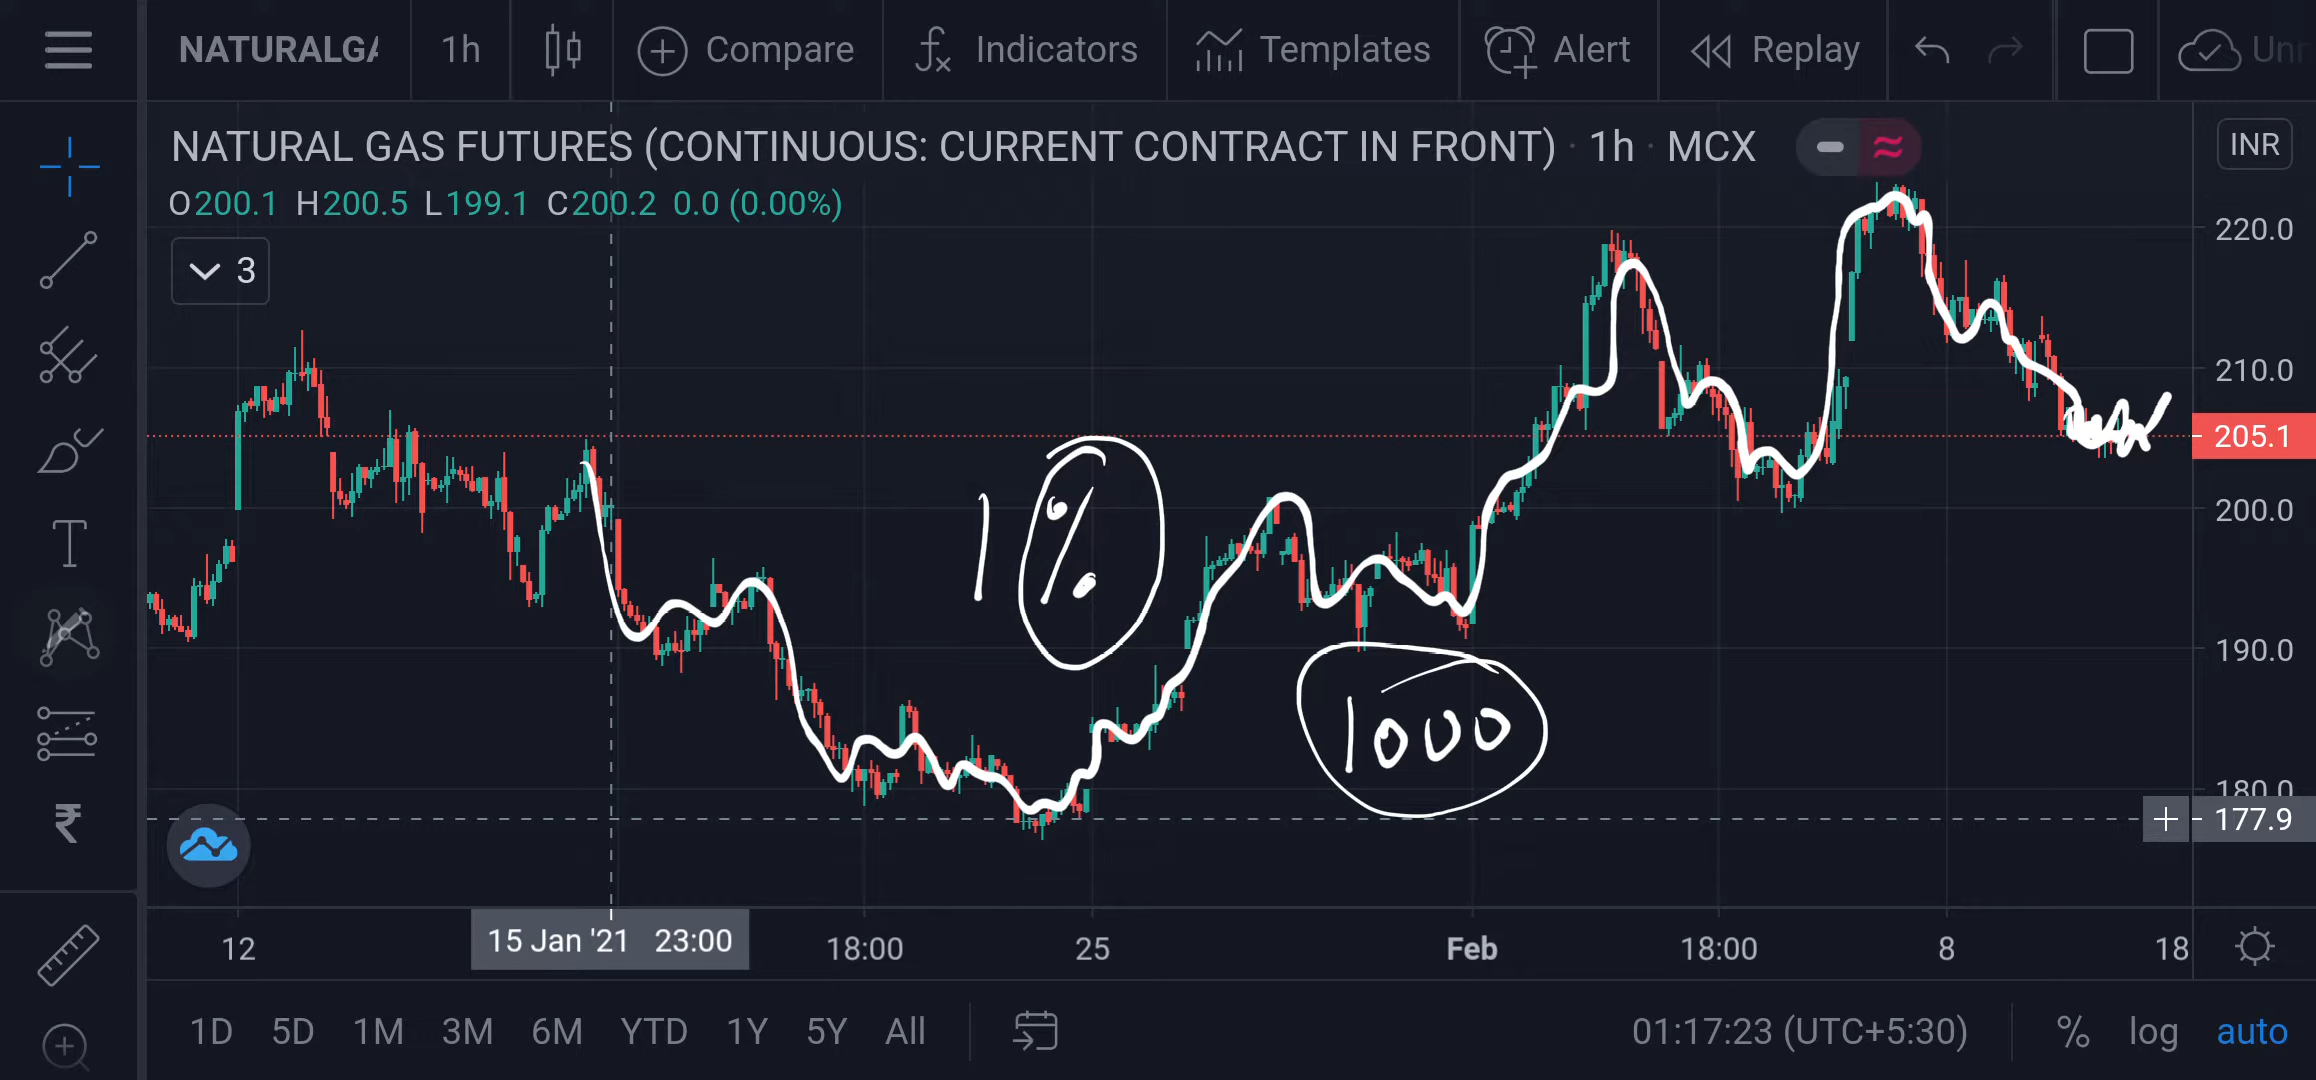 NATURALGA 1h Compare Indicators Templates Alert Replay
NATURAL GAS FUTURES (CONTINUOUS: CURRENT CONTRACT IN FRONT) · 1h · MCX INR
O200.1 H200.5 L199.1 C200.2 0.0 (0.00%)
220.0
3
210.0
205.1
1%
200.0
190.0
1000
180.0
177.9
12 15 Jan '21 23:00 18:00 25 Feb 18:00 8 18
1D 5D 1M 3M 6M YTD 1Y 5Y All 01:17:23 (UTC+5:30) % log auto